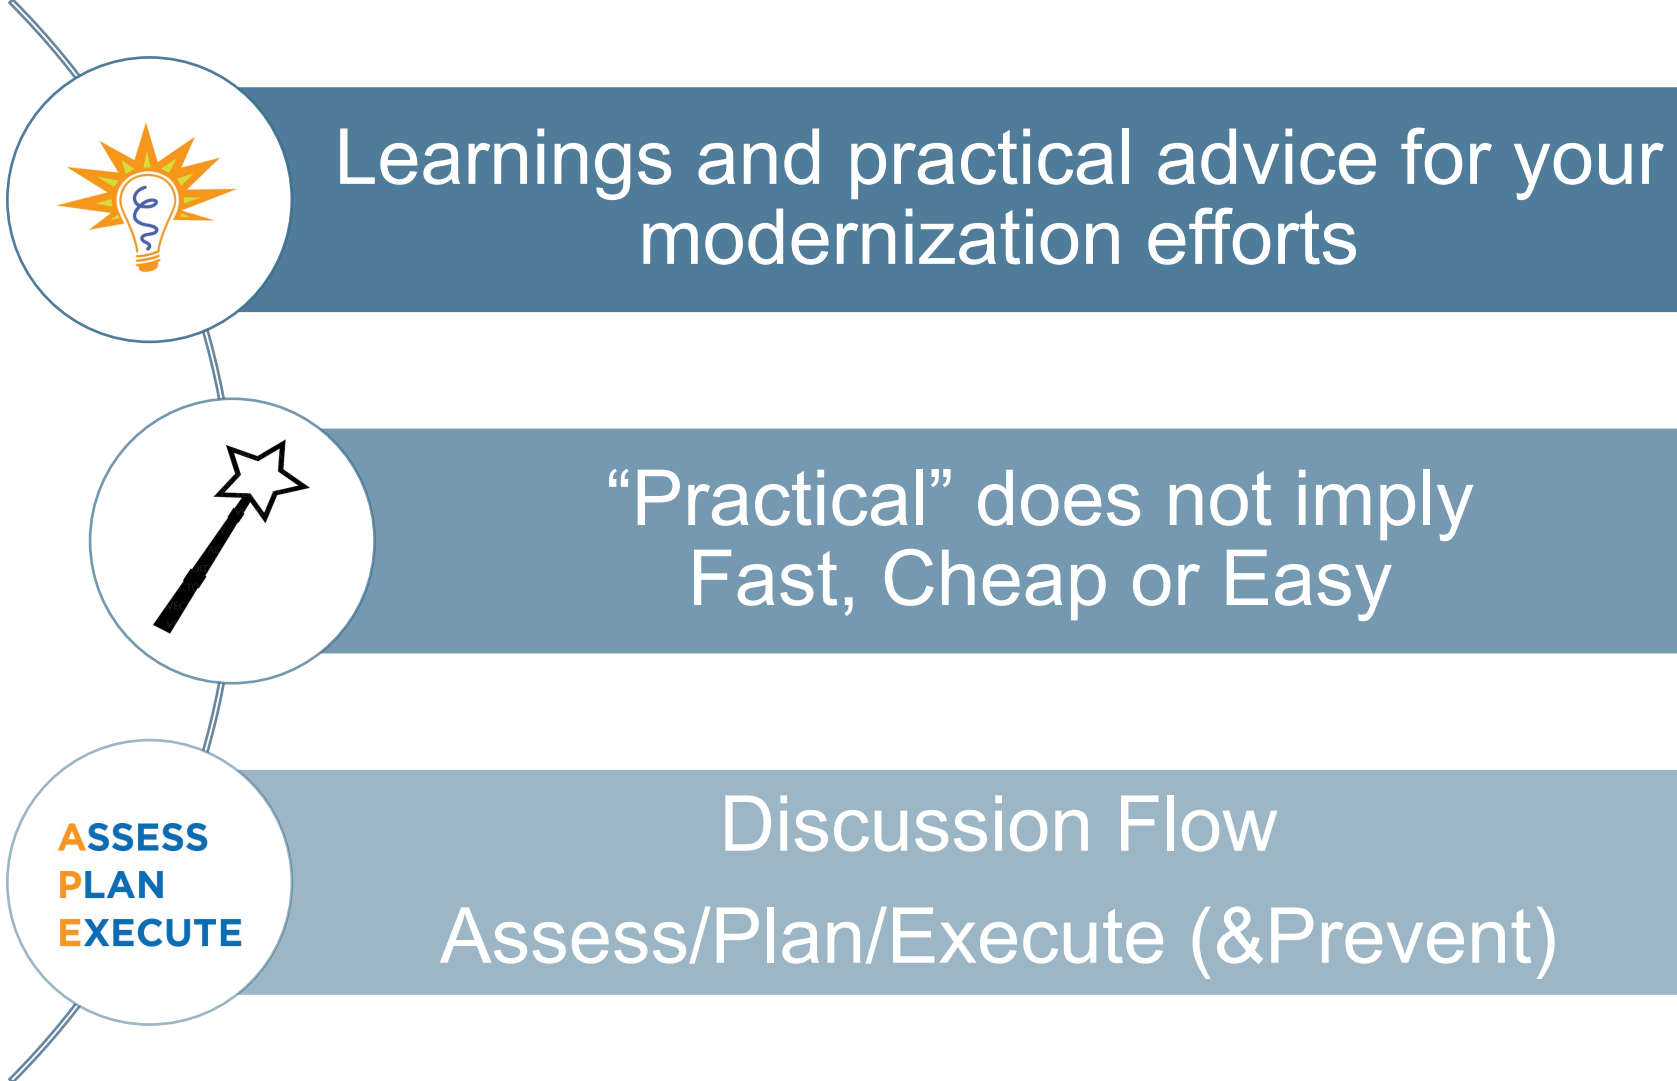 Learnings and practical advice for your
modernization efforts
“Practical” does not imply
Fast, Cheap or Easy
ASSESS
PLAN
EXECUTE
Discussion Flow
Assess/Plan/Execute (&Prevent)